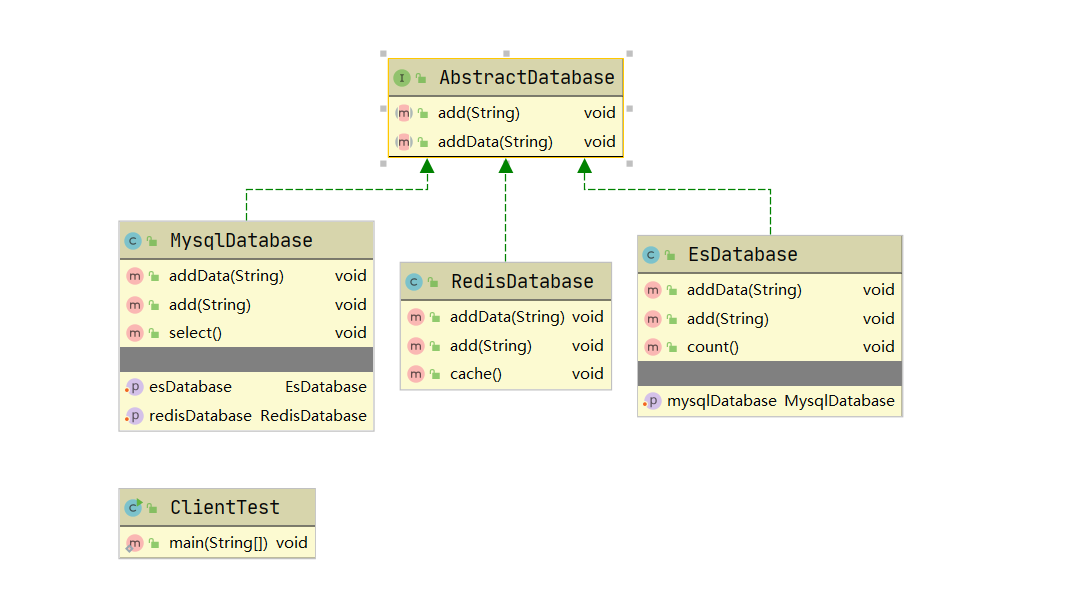 AbstractDatabase
add(String) void
addData(String) void
MysqlDatabase
addData(String) void
add(String) void
select() void
esDatabase EsDatabase
redisDatabase RedisDatabase
RedisDatabase
addData(String) void
add(String) void
cache() void
EsDatabase
addData(String) void
add(String) void
count() void
mysqlDatabase MysqlDatabase
ClientTest
main(String[]) void